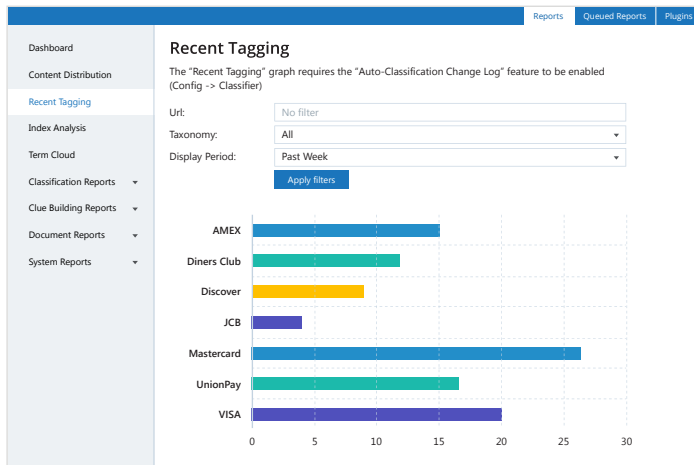 Reports Queued Reports Plugins
Dashboard
Content Distribution
Recent Tagging
Index Analysis
Term Cloud
Classification Reports
Clue Building Reports
Document Reports
System Reports
Recent Tagging
The “Recent Tagging” graph requires the “Auto-Classification Change Log” feature to be enabled
(Config -> Classifier)
Url: No filter
Taxonomy: All
Display Period: Past Week
Apply filters
AMEX
Diners Club
Discover
JCB
Mastercard
UnionPay
VISA
0 5 10 15 20 25 30